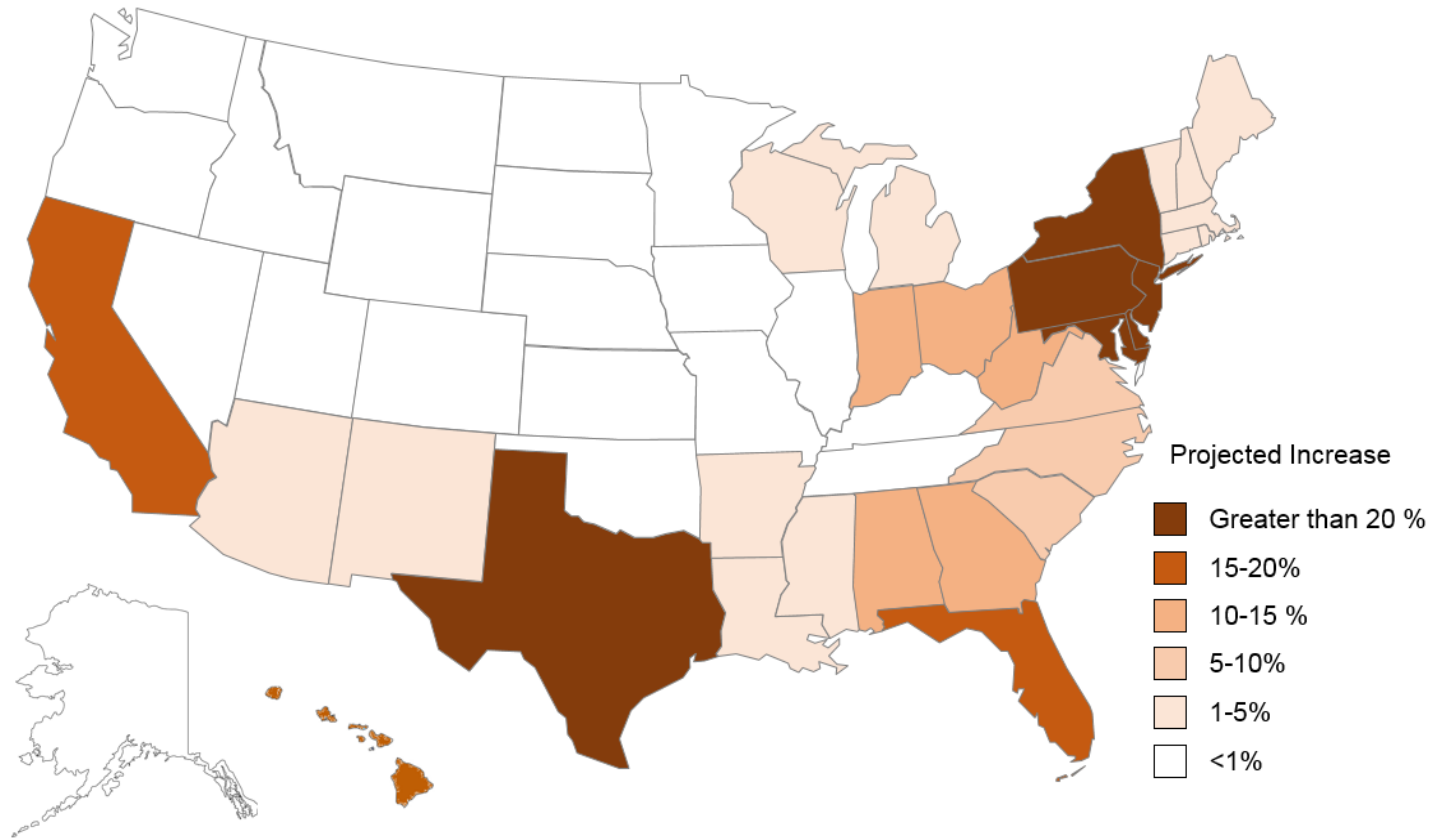 Projected Increase
Greater than 20 %
15-20%
10-15 %
5-10%
1-5%
<1%